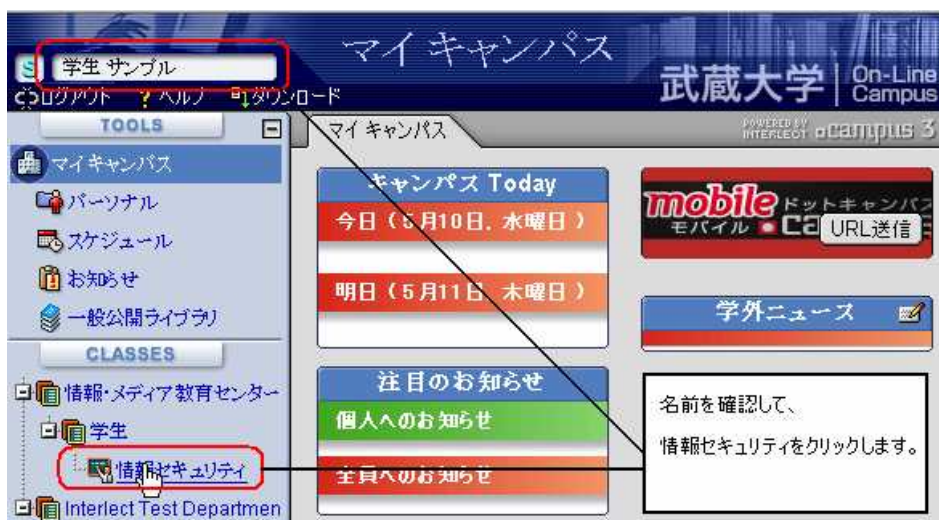 マイ キャンパス
S 学生 サンプル
武蔵大学 On-Line Campus
ログアウト ? ヘルプ ダウンロード
TOOLS
マイ キャンパス
POWERED BY INTERLECT .campus 3
マイキャンパス
パーソナル
スケジュール
お知らせ
一般公開ライブラリ
CLASSES
情報・メディア教育センター
学生
情報セキュリティ
Interlect Test Departmen
キャンパス Today
今日（5月10日, 水曜日）
明日（5月11日, 木曜日）
注目のお知らせ
個人へのお知らせ
全員へのお知らせ
mobile ドットキャンパス
モバイル
URL送信
学外ニュース
名前を確認して、
情報セキュリティをクリックします。